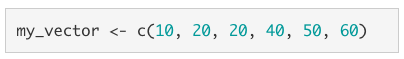 my_vector <- c(10, 20, 20, 40, 50, 60)